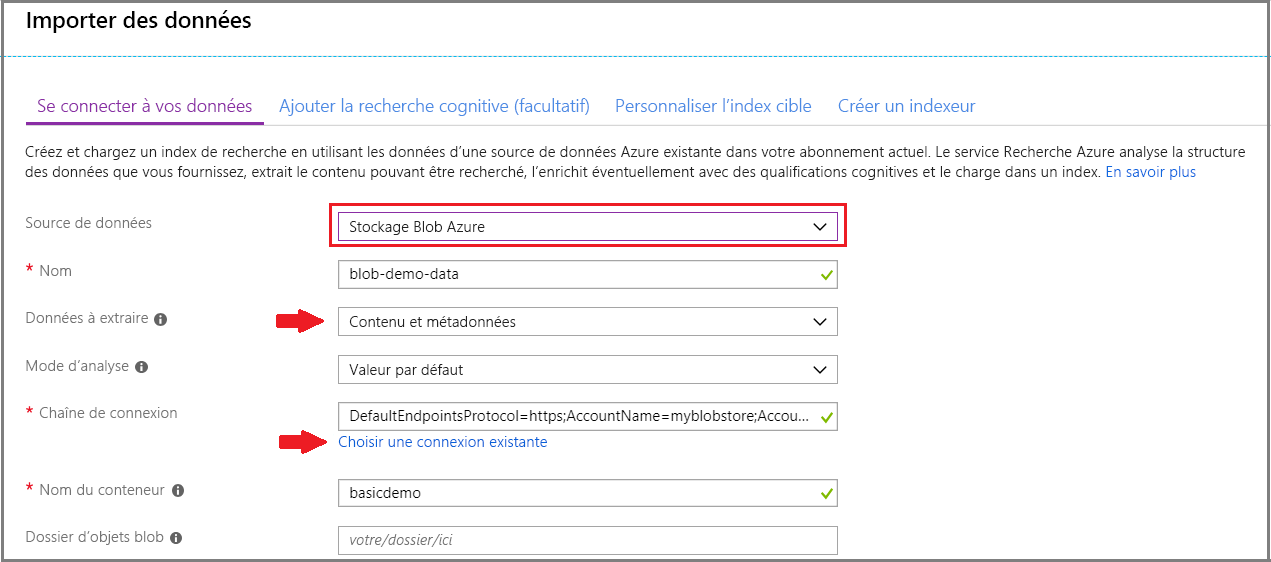 Importer des données
Se connecter à vos données Ajouter la recherche cognitive (facultatif) Personnaliser l'index cible Créer un indexeur
Créez et chargez un index de recherche en utilisant les données d'une source de données Azure existante dans votre abonnement actuel. Le service Recherche Azure analyse la structure
des données que vous fournissez, extrait le contenu pouvant être recherché, l'enrichit éventuellement avec des qualifications cognitives et le charge dans un index. En savoir plus
Source de données Stockage Blob Azure
* Nom blob-demo-data
Données à extraire Contenu et métadonnées
Mode d'analyse Valeur par défaut
* Chaîne de connexion DefaultEndpointsProtocol=https;AccountName=myblobstore;Accou...
Choisir une connexion existante
* Nom du conteneur basicdemo
Dossier d'objets blob votre/dossier/ici